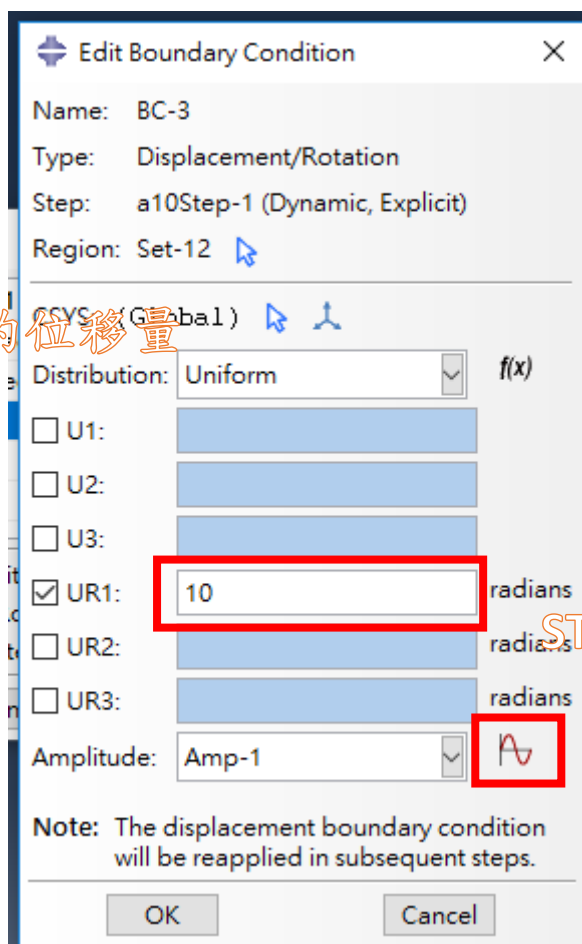 Edit Boundary Condition
Name: BC-3
Type: Displacement/Rotation
Step: a10Step-1 (Dynamic, Explicit)
Region: Set-12
CSYS: (Global)
的位移量
Distribution: Uniform f(x)
U1:
U2:
U3:
UR1: 10 radians
UR2: radians
ST
UR3: radians
Amplitude: Amp-1
Note: The displacement boundary condition
will be reapplied in subsequent steps.
OK Cancel